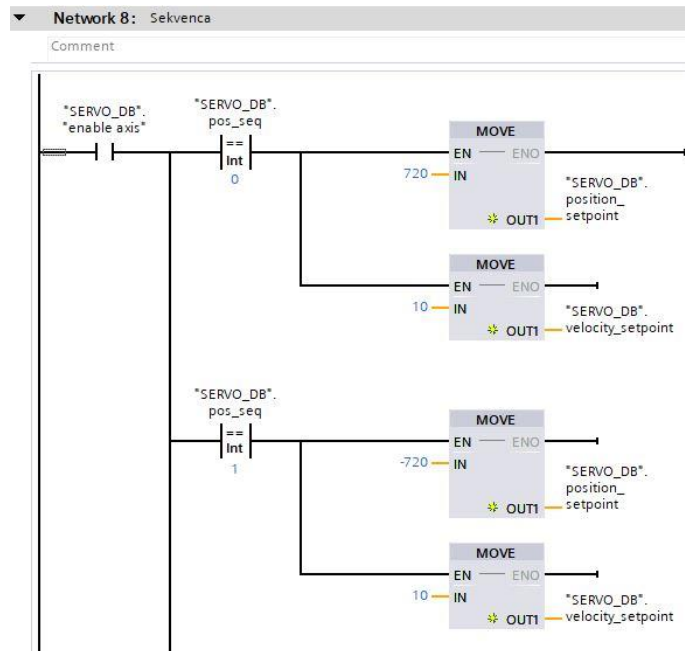 Network 8: Sekvenca
Comment
"SERVO_DB".
"enable axis"
"SERVO_DB".
pos_seq
==
Int
0
MOVE
EN ENO
720 IN
OUT1
"SERVO_DB".
position_
setpoint
MOVE
EN ENO
10 IN
OUT1
"SERVO_DB".
velocity_setpoint
"SERVO_DB".
pos_seq
==
Int
1
MOVE
EN ENO
-720 IN
OUT1
"SERVO_DB".
position_
setpoint
MOVE
EN ENO
10 IN
OUT1
"SERVO_DB".
velocity_setpoint